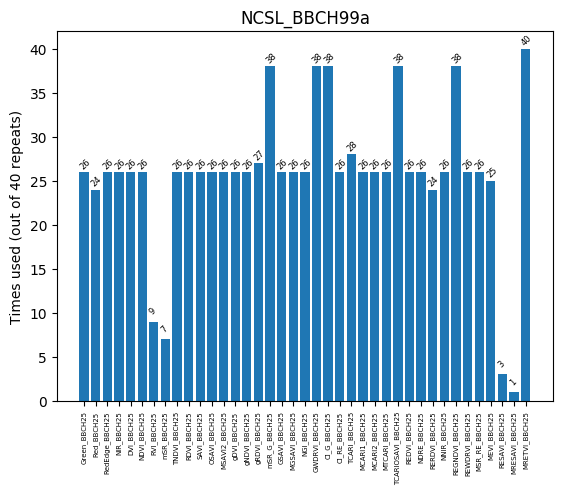 NCSL_BBCH99a
Times used (out of 40 repeats)
40
35
30
25
20
15
10
5
0
26
24
26
26
26
26
9
7
26
26
26
26
26
26
26
27
38
26
26
26
38
38
26
28
26
26
26
38
26
26
24
26
38
26
26
25
3
1
40
Green_BBCH25
Red_BBCH25
RedEdge_BBCH25
NIR_BBCH25
DVI_BBCH25
NDVI_BBCH25
RVI_BBCH25
mSR_BBCH25
TNDVI_BBCH25
RDVI_BBCH25
SAVI_BBCH25
OSAVI_BBCH25
MSAVI2_BBCH25
gDVI_BBCH25
gNDVI_BBCH25
gRDVI_BBCH25
mSR_G_BBCH25
GSAVI_BBCH25
MGSAVI_BBCH25
NGI_BBCH25
GWDRVI_BBCH25
CI_G_BBCH25
CI_RE_BBCH25
TCARI_BBCH25
MCARI1_BBCH25
MCARI2_BBCH25
MTCARI_BBCH25
TCARIOSAVI_BBCH25
REDVI_BBCH25
NDRE_BBCH25
RERDVI_BBCH25
NNIR_BBCH25
REGNDVI_BBCH25
REWDRVI_BBCH25
MSR_RE_BBCH25
MEVI_BBCH25
RESAVI_BBCH25
MRESAVI_BBCH25
MRETVI_BBCH25